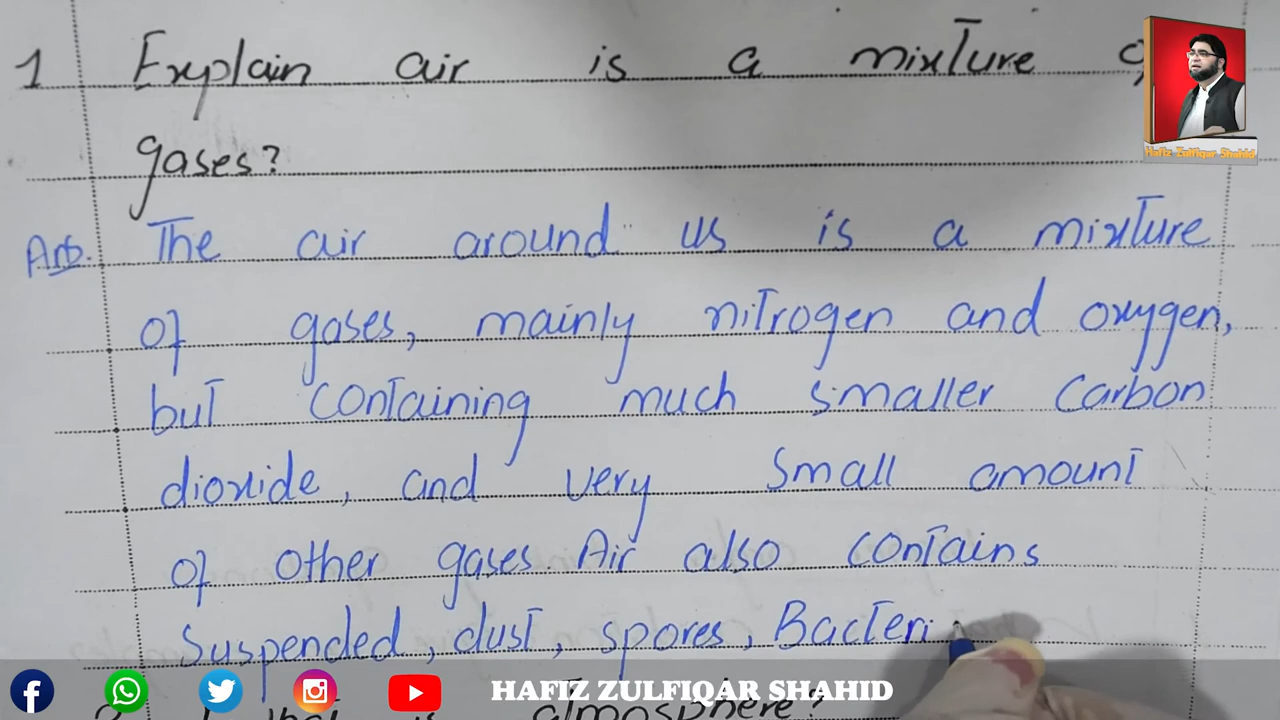 1 Explain air is a mixture
gases?
Ans. The air around us is a mixture
of gases, mainly nitrogen and oxygen,
but containing much smaller carbon
dioxide, and very small amount
of other gases. Air also contains
Suspended, dust, spores, Bacteri
atmosphere?
Hafiz Zulfiqar Shahid
HAFIZ ZULFIQAR SHAHID